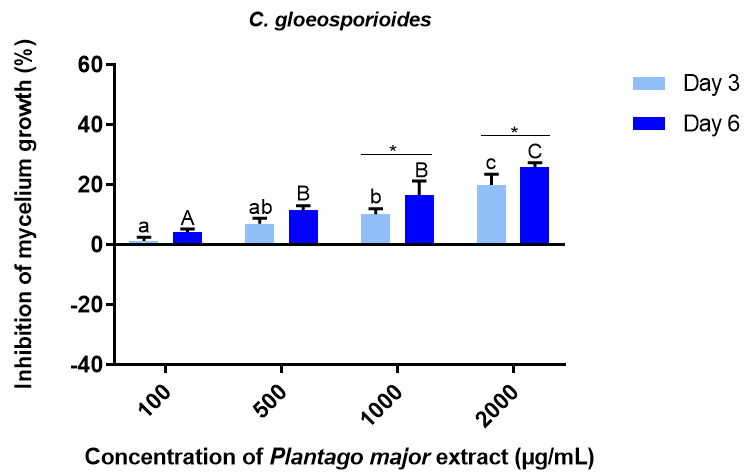 C. gloeosporioides
Inhibition of mycelium growth (%)
60
40
20
0
-20
-40
a
A
ab
B
b
B
*
c
C
*
100
500
1000
2000
Concentration of Plantago major extract (µg/mL)
Day 3
Day 6